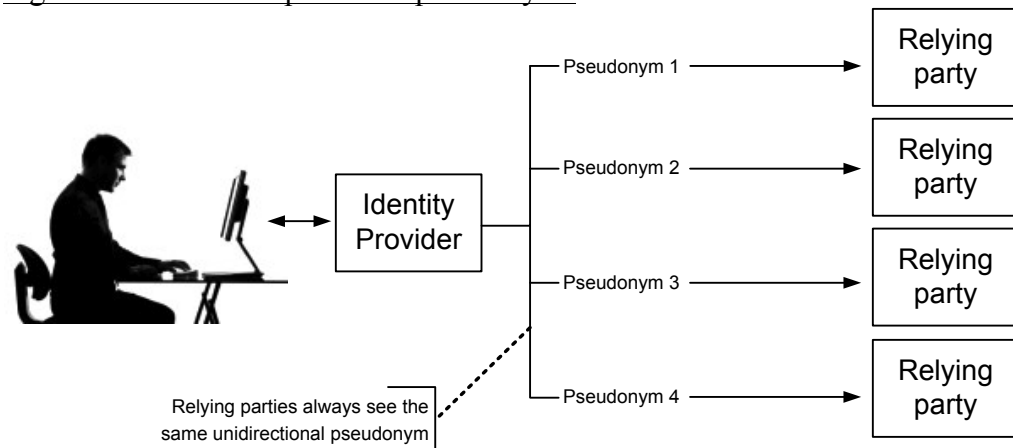 Pseudonym 1
Relying
party
Pseudonym 2
Relying
party
Identity
Provider
Pseudonym 3
Relying
party
Pseudonym 4
Relying
party
Relying parties always see the
same unidirectional pseudonym